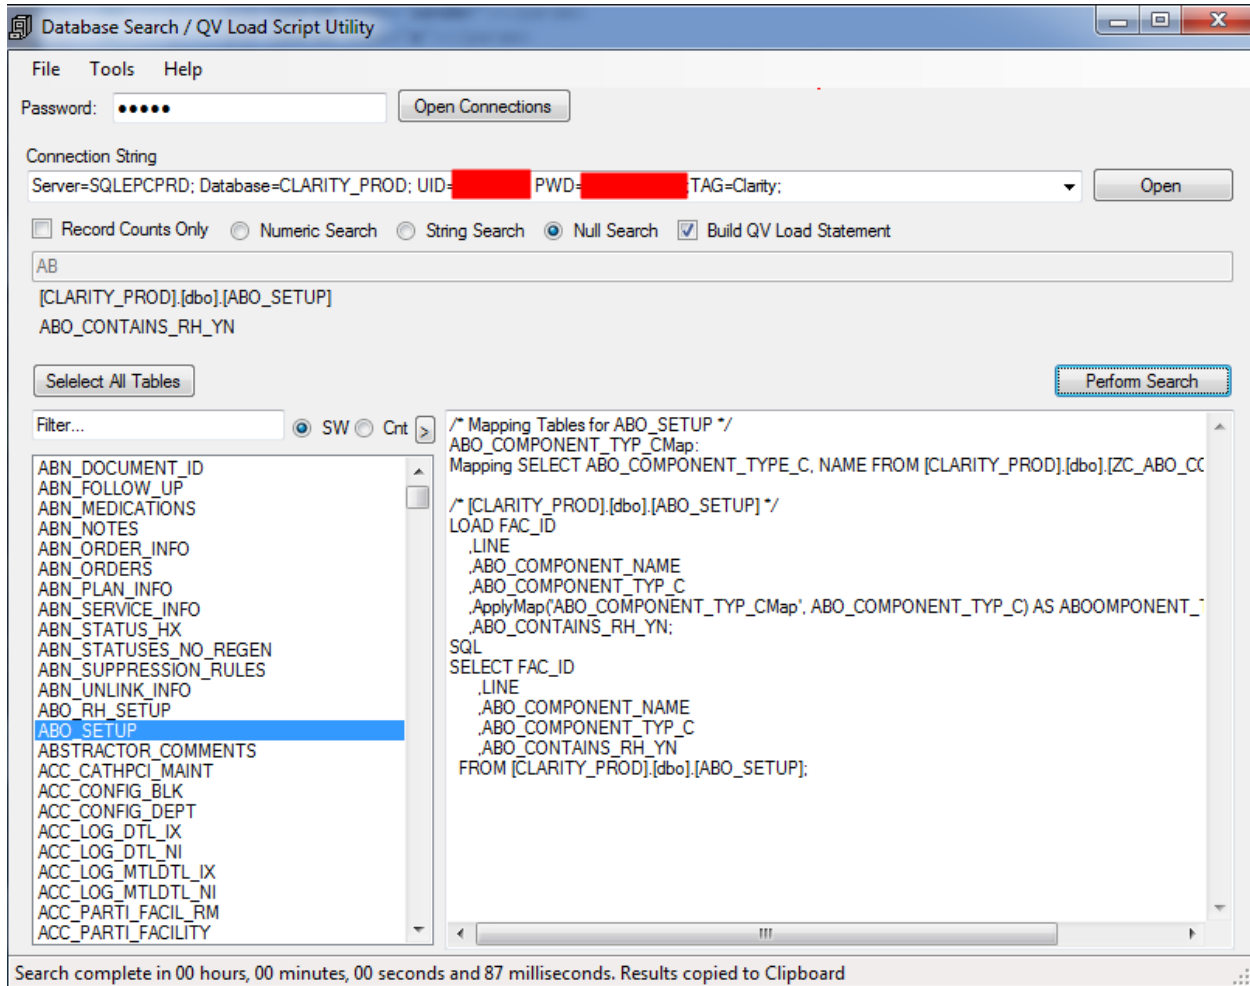 Database Search / QV Load Script Utility
File Tools Help
Password: ●●●●● Open Connections
Connection String
Server=SQLEPCPRD; Database=CLARITY_PROD; UID= PWD= ;TAG=Clarity; Open
Record Counts Only Numeric Search String Search Null Search Build QV Load Statement
AB
[CLARITY_PROD].[dbo].[ABO_SETUP]
ABO_CONTAINS_RH_YN
Selelect All Tables Perform Search
Filter... SW Cnt >
ABN_DOCUMENT_ID
ABN_FOLLOW_UP
ABN_MEDICATIONS
ABN_NOTES
ABN_ORDER_INFO
ABN_ORDERS
ABN_PLAN_INFO
ABN_SERVICE_INFO
ABN_STATUS_HX
ABN_STATUSES_NO_REGEN
ABN_SUPPRESSION_RULES
ABN_UNLINK_INFO
ABO_RH_SETUP
ABO_SETUP
ABSTRACTOR_COMMENTS
ACC_CATHPCI_MAINT
ACC_CONFIG_BLK
ACC_CONFIG_DEPT
ACC_LOG_DTL_IX
ACC_LOG_DTL_NI
ACC_LOG_MTLDTL_IX
ACC_LOG_MTLDTL_NI
ACC_PARTI_FACIL_RM
ACC_PARTI_FACILITY
/* Mapping Tables for ABO_SETUP */
ABO_COMPONENT_TYP_CMap:
Mapping SELECT ABO_COMPONENT_TYPE_C, NAME FROM [CLARITY_PROD].[dbo].[ZC_ABO_CO
/* [CLARITY_PROD].[dbo].[ABO_SETUP] */
LOAD FAC_ID
,LINE
,ABO_COMPONENT_NAME
,ABO_COMPONENT_TYP_C
,ApplyMap('ABO_COMPONENT_TYP_CMap', ABO_COMPONENT_TYP_C) AS ABOOMPONENT_T
,ABO_CONTAINS_RH_YN;
SQL
SELECT FAC_ID
,LINE
,ABO_COMPONENT_NAME
,ABO_COMPONENT_TYP_C
,ABO_CONTAINS_RH_YN
FROM [CLARITY_PROD].[dbo].[ABO_SETUP];
Search complete in 00 hours, 00 minutes, 00 seconds and 87 milliseconds. Results copied to Clipboard